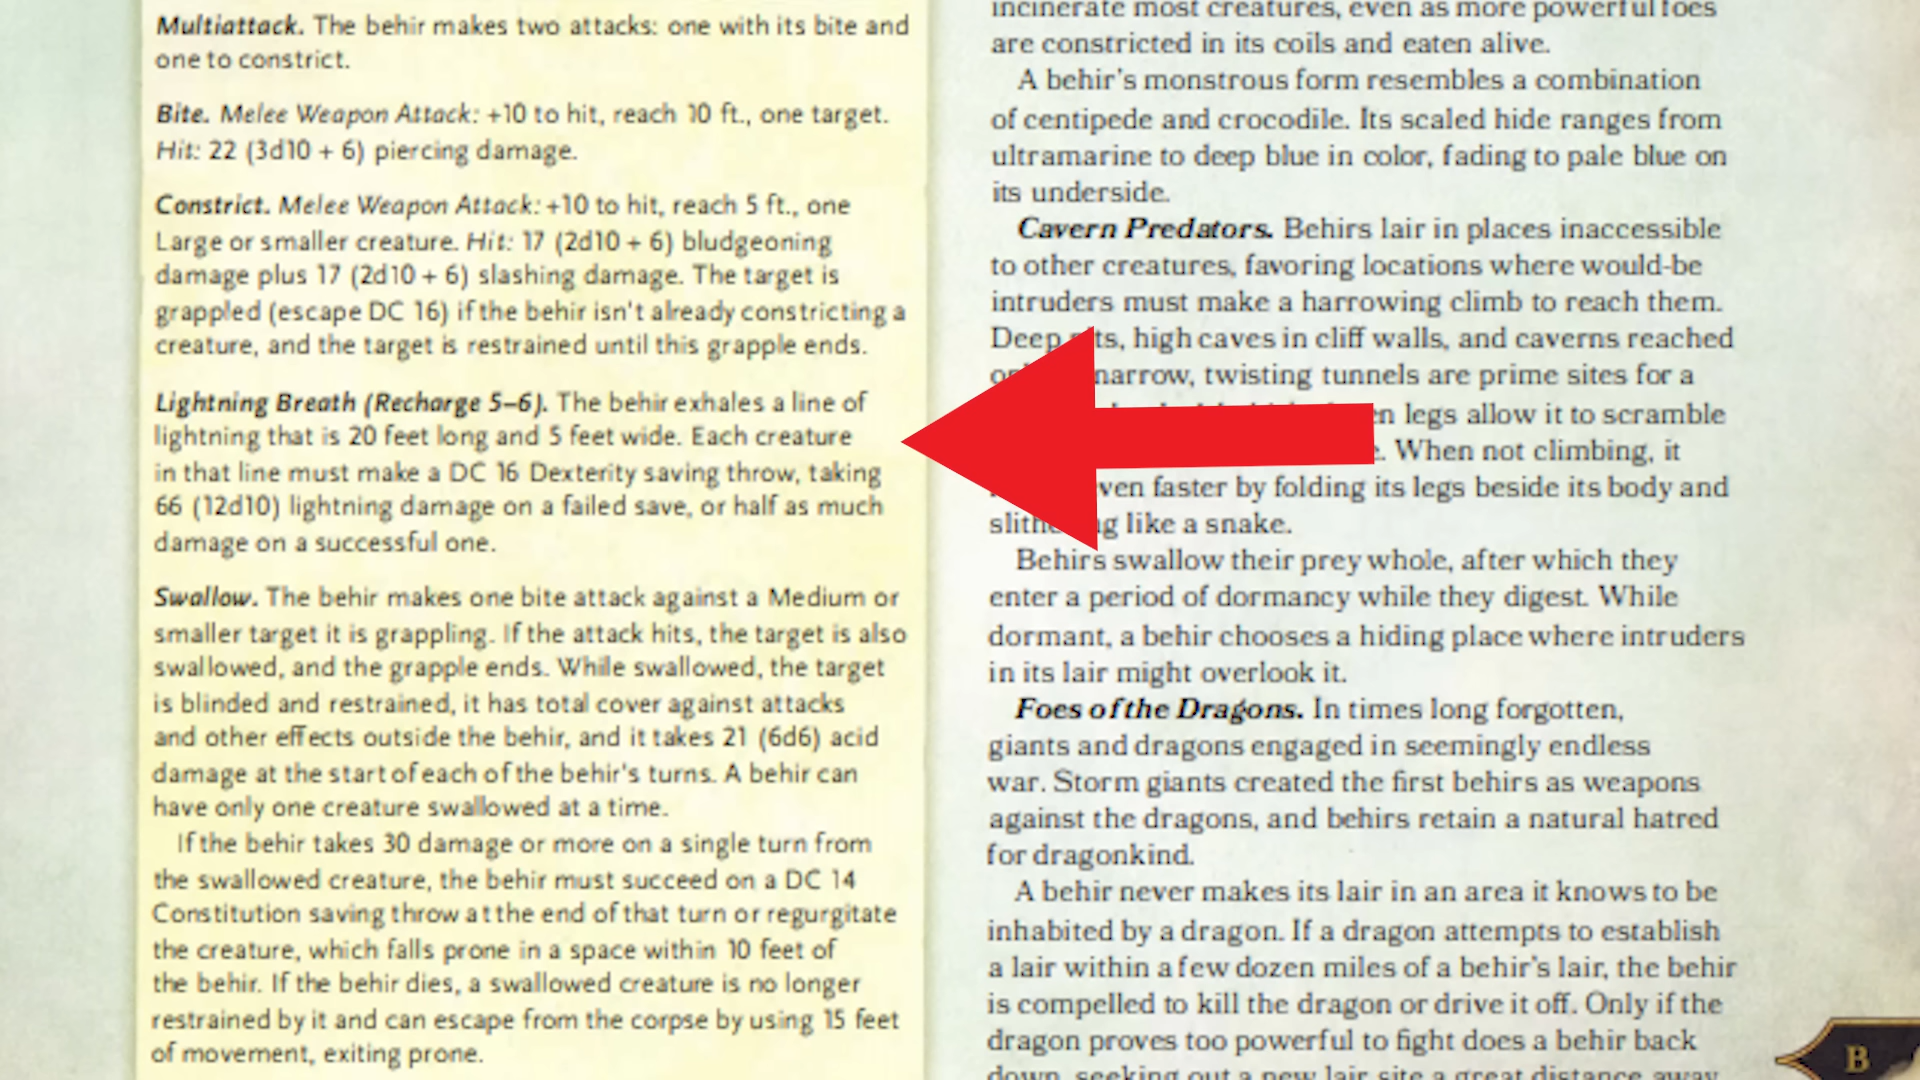 Multiattack. The behir makes two attacks: one with its bite and
one to constrict.
Bite. Melee Weapon Attack: +10 to hit, reach 10 ft., one target.
Hit: 22 (3d10 + 6) piercing damage.
Constrict. Melee Weapon Attack: +10 to hit, reach 5 ft., one
Large or smaller creature. Hit: 17 (2d10 + 6) bludgeoning
damage plus 17 (2d10 + 6) slashing damage. The target is
grappled (escape DC 16) if the behir isn't already constricting a
creature, and the target is restrained until this grapple ends.
Lightning Breath (Recharge 5–6). The behir exhales a line of
lightning that is 20 feet long and 5 feet wide. Each creature
in that line must make a DC 16 Dexterity saving throw, taking
66 (12d10) lightning damage on a failed save, or half as much
damage on a successful one.
Swallow. The behir makes one bite attack against a Medium or
smaller target it is grappling. If the attack hits, the target is also
swallowed, and the grapple ends. While swallowed, the target
is blinded and restrained, it has total cover against attacks
and other effects outside the behir, and it takes 21 (6d6) acid
damage at the start of each of the behir's turns. A behir can
have only one creature swallowed at a time.
If the behir takes 30 damage or more on a single turn from
the swallowed creature, the behir must succeed on a DC 14
Constitution saving throw at the end of that turn or regurgitate
the creature, which falls prone in a space within 10 feet of
the behir. If the behir dies, a swallowed creature is no longer
restrained by it and can escape from the corpse by using 15 feet
of movement, exiting prone.
incinerate most creatures, even as more powerful foes
are constricted in its coils and eaten alive.
A behir's monstrous form resembles a combination
of centipede and crocodile. Its scaled hide ranges from
ultramarine to deep blue in color, fading to pale blue on
its underside.
Cavern Predators. Behirs lair in places inaccessible
to other creatures, favoring locations where would-be
intruders must make a harrowing climb to reach them.
Deep high caves in cliff walls, and caverns reached
narrow, twisting tunnels are prime sites for a
legs allow it to scramble
When not climbing, it
faster by folding its legs beside its body and
like a snake.
Behirs swallow their prey whole, after which they
enter a period of dormancy while they digest. While
dormant, a behir chooses a hiding place where intruders
in its lair might overlook it.
Foes of the Dragons. In times long forgotten,
giants and dragons engaged in seemingly endless
war. Storm giants created the first behirs as weapons
against the dragons, and behirs retain a natural hatred
for dragonkind.
A behir never makes its lair in an area it knows to be
inhabited by a dragon. If a dragon attempts to establish
a lair within a few dozen miles of a behir's lair, the behir
is compelled to kill the dragon or drive it off. Only if the
dragon proves too powerful to fight does a behir back
down, seeking out a new lair site a great distance away.
B